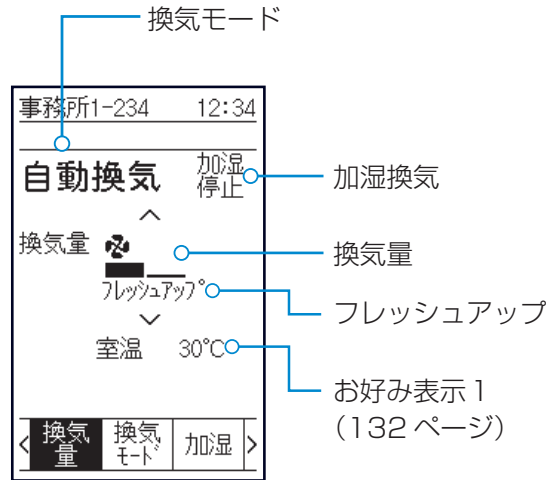 換気モード
事務所1-234 12:34
自動換気 加湿
停止
加湿換気
換気量
換気量
ﾌﾚｯｼｭｱｯﾌﾟ
フレッシュアップ
室温 30℃
お好み表示1
（132 ページ）
< 換気
量 換気
ﾓｰﾄﾞ 加湿 >